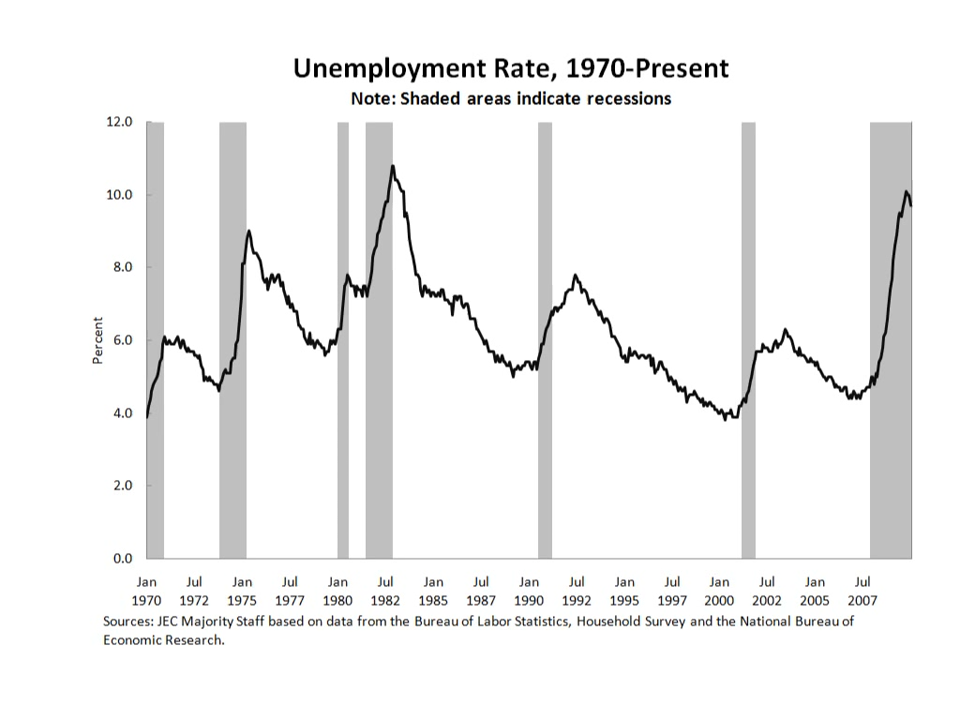 Unemployment Rate, 1970-Present
Note: Shaded areas indicate recessions
12.0
10.0
8.0
6.0
4.0
2.0
0.0
Percent
Jan Jul Jan Jul Jan Jul Jan Jul Jan Jul Jan Jul Jan Jul Jan Jul
1970 1972 1975 1977 1980 1982 1985 1987 1990 1992 1995 1997 2000 2002 2005 2007
Sources: JEC Majority Staff based on data from the Bureau of Labor Statistics, Household Survey and the National Bureau of
Economic Research.